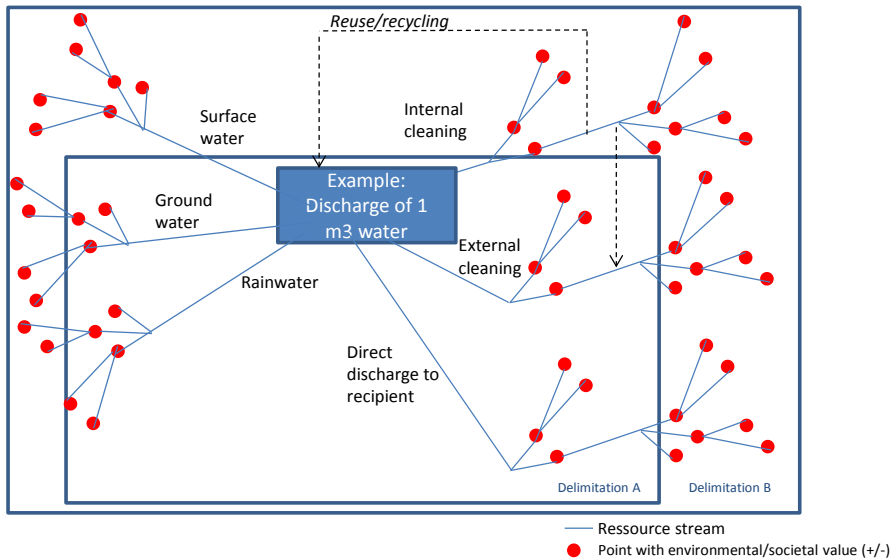 Reuse/recycling
Surface
water
Internal
cleaning
Example:
Discharge of 1
m3 water
Ground
water
External
cleaning
Rainwater
Direct
discharge to
recipient
Delimitation A
Delimitation B
Ressource stream
Point with environmental/societal value (+/-)